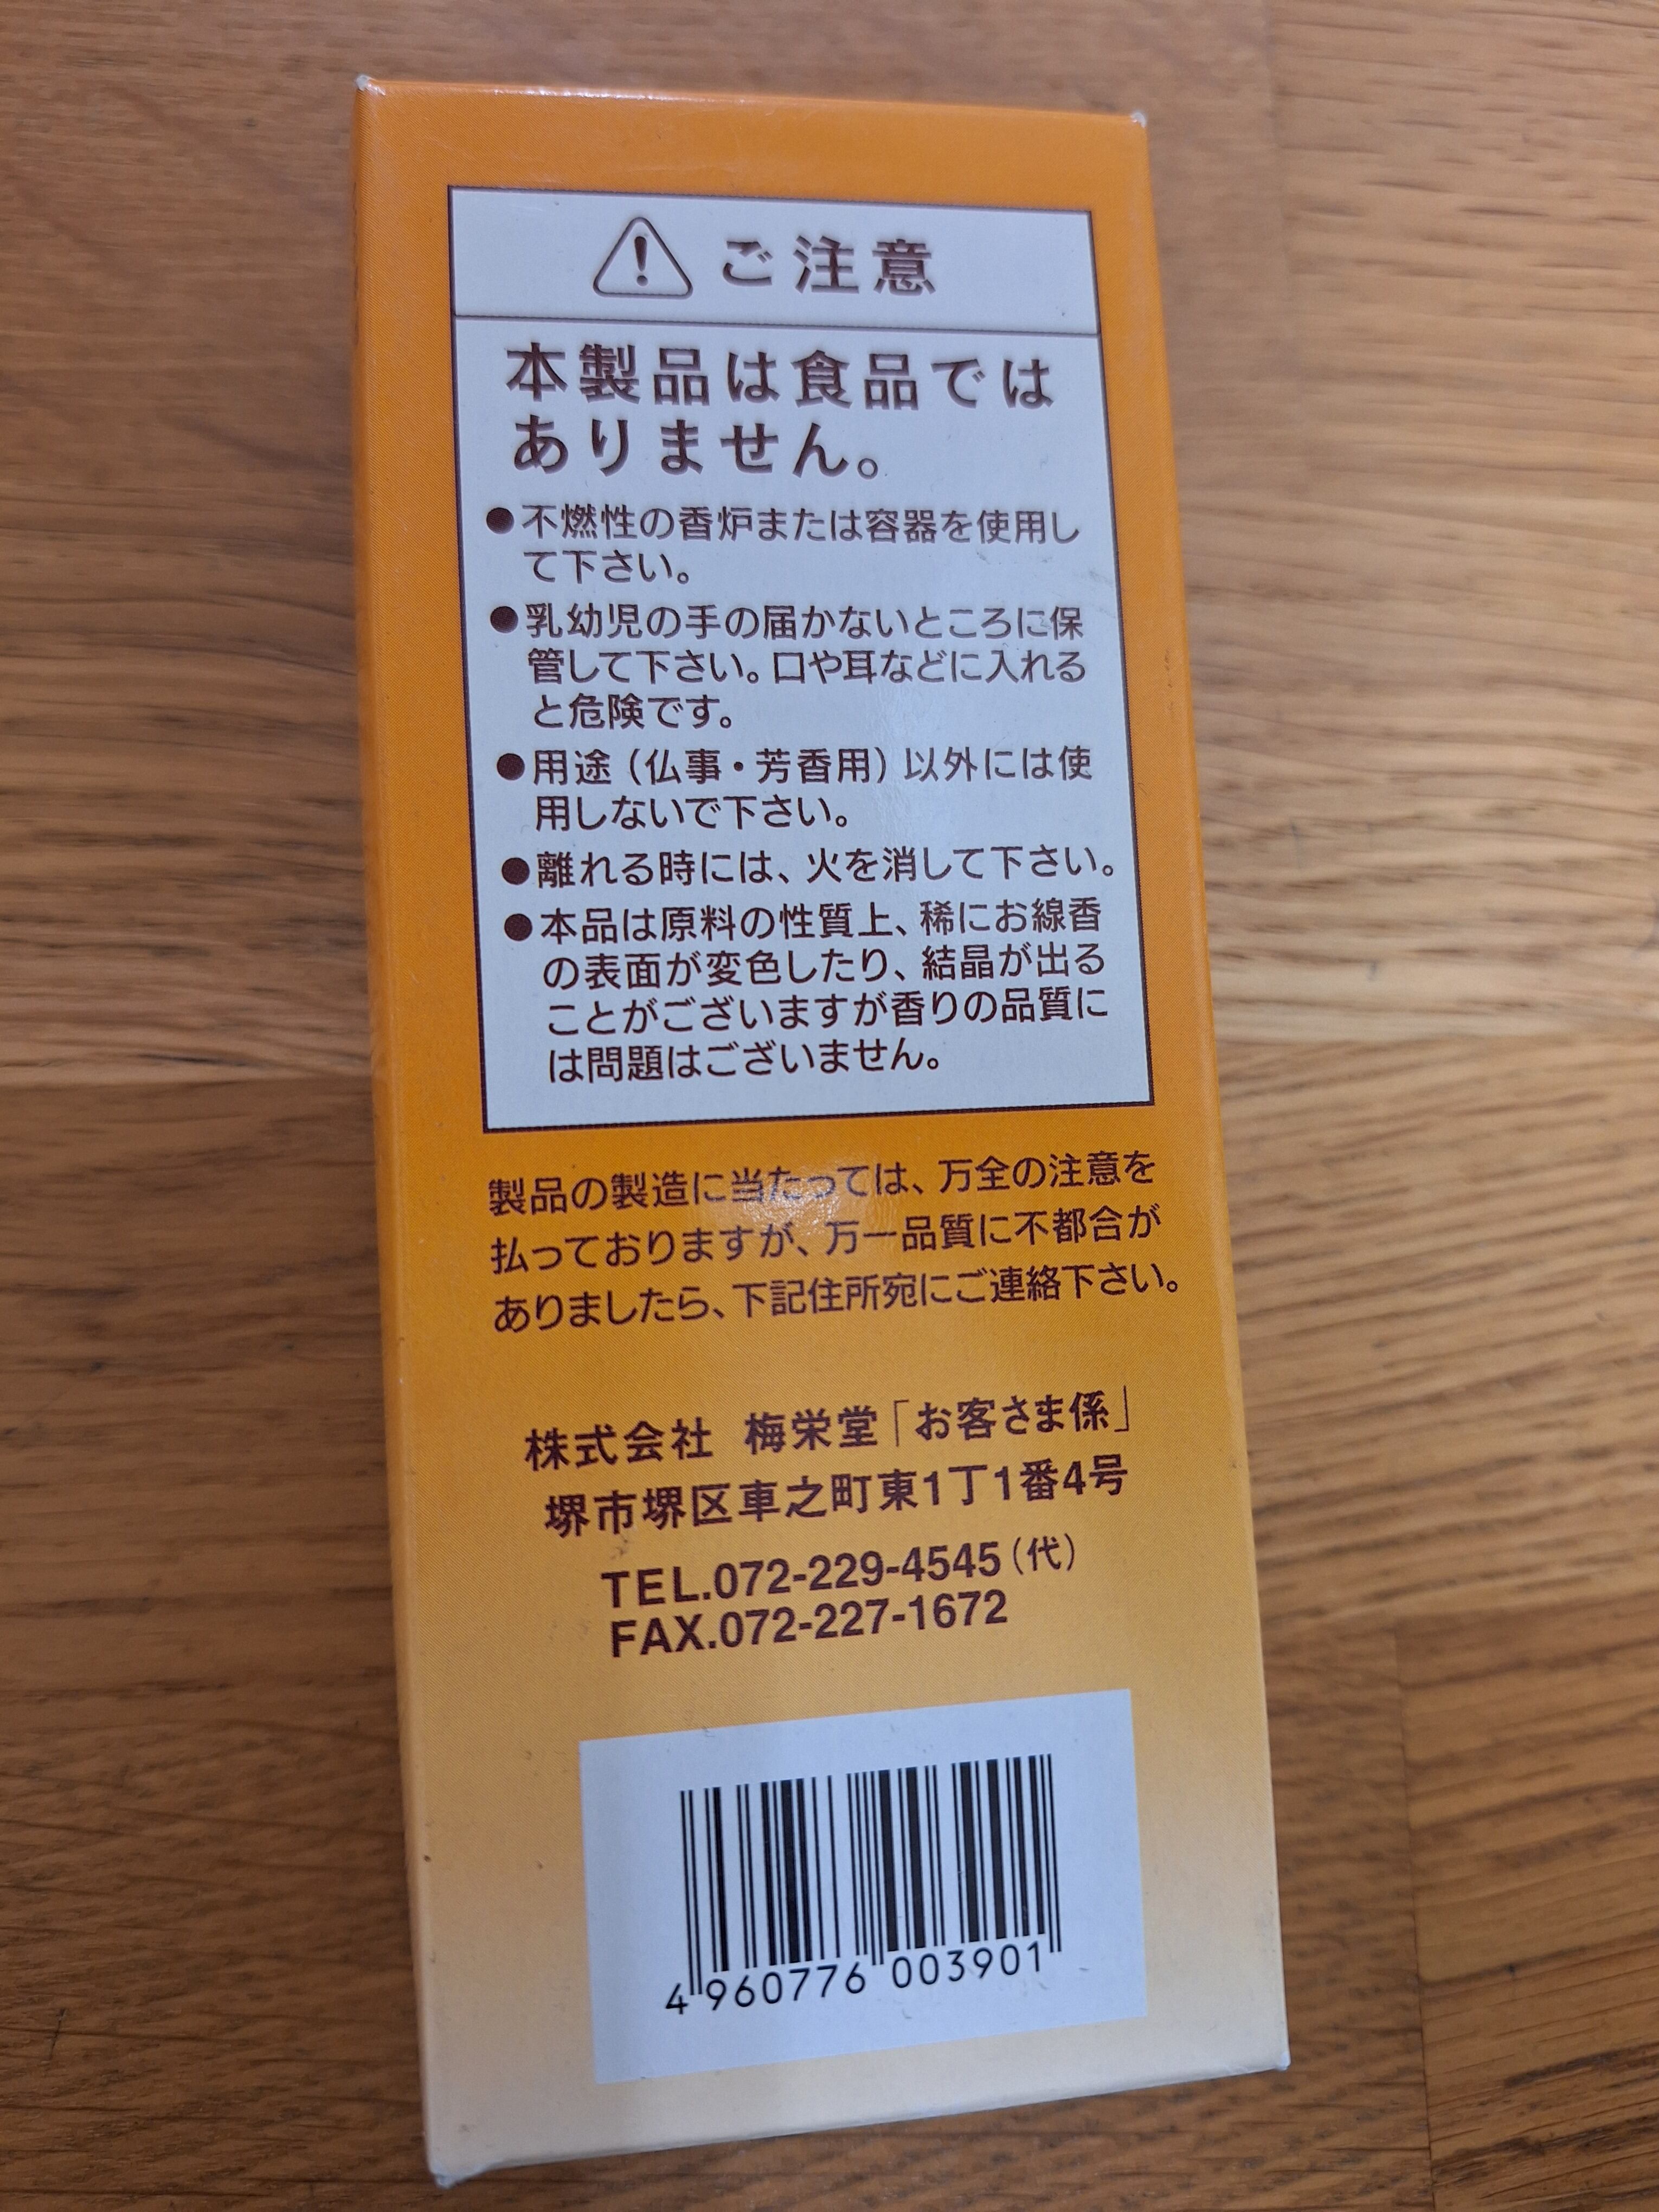 ご注意
本製品は食品では
ありません。
●不燃性の香炉または容器を使用し
て下さい。
●乳幼児の手の届かないところに保
管して下さい。口や耳などに入れる
と危険です。
●用途（仏事・芳香用）以外には使
用しないで下さい。
●離れる時には、火を消して下さい。
●本品は原料の性質上、稀にお線香
の表面が変色したり、結晶が出る
ことがございますが香りの品質に
は問題はございません。
製品の製造に当たっては、万全の注意を
払っておりますが、万一品質に不都合が
ありましたら、下記住所宛にご連絡下さい。
株式会社 梅栄堂「お客さま係」
堺市堺区車之町東1丁1番4号
TEL.072-229-4545（代）
FAX.072-227-1672
4 960776 003901